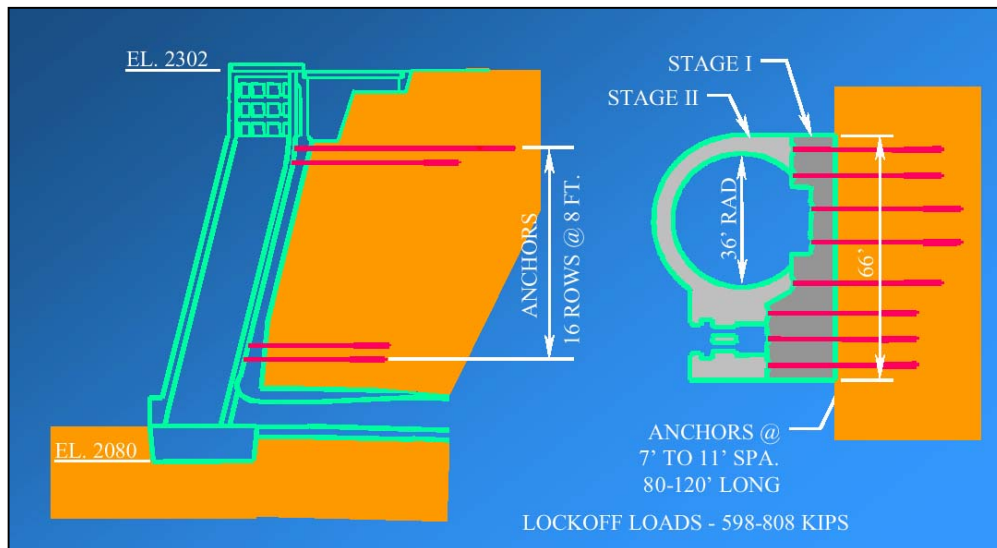 EL. 2302
ANCHORS
16 ROWS @ 8 FT.
EL. 2080
STAGE I
STAGE II
36' RAD
66'
ANCHORS @
7' TO 11' SPA.
80-120' LONG
LOCKOFF LOADS - 598-808 KIPS